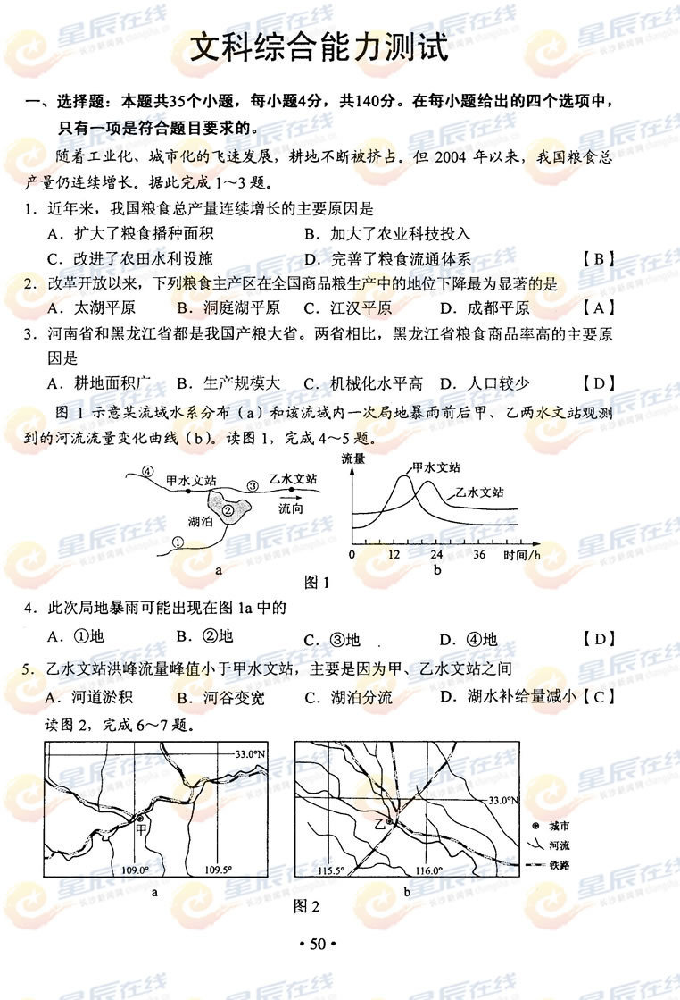 文科综合能力测试
一、选择题：本题共35个小题，每小题4分，共140分。在每小题给出的四个选项中，
只有一项是符合题目要求的。
随着工业化、城市化的飞速发展，耕地不断被挤占。但 2004 年以来，我国粮食总
产量仍连续增长。据此完成 1～3 题。
1．近年来，我国粮食总产量连续增长的主要原因是
A．扩大了粮食播种面积 B．加大了农业科技投入
C．改进了农田水利设施 D．完善了粮食流通体系 【B】
2．改革开放以来，下列粮食主产区在全国商品粮生产中的地位下降最为显著的是
A．太湖平原 B．洞庭湖平原 C．江汉平原 D．成都平原 【A】
3．河南省和黑龙江省都是我国产粮大省。两省相比，黑龙江省粮食商品率高的主要原
因是
A．耕地面积广 B．生产规模大 C．机械化水平高 D．人口较少 【D】
图 1 示意某流域水系分布（a）和该流域内一次局地暴雨前后甲、乙两水文站观测
到的河流流量变化曲线（b）。读图 1，完成 4～5 题。
④ 甲水文站 ③ 乙水文站
② 流向
湖泊
①
a
流量
甲水文站
乙水文站
0 12 24 36 时间/h
b
图 1
4．此次局地暴雨可能出现在图 1a 中的
A．①地 B．②地 C．③地 D．④地 【D】
5．乙水文站洪峰流量峰值小于甲水文站，主要是因为甲、乙水文站之间
A．河道淤积 B．河谷变宽 C．湖泊分流 D．湖水补给量减小【C】
读图 2，完成 6～7 题。
33.0°N
甲
109.0° 109.5°
a
33.0°N
乙
115.5° 116.0°
b
城市
河流
铁路
图 2
· 50 ·
星辰在线
长沙新闻网 changsha.cn